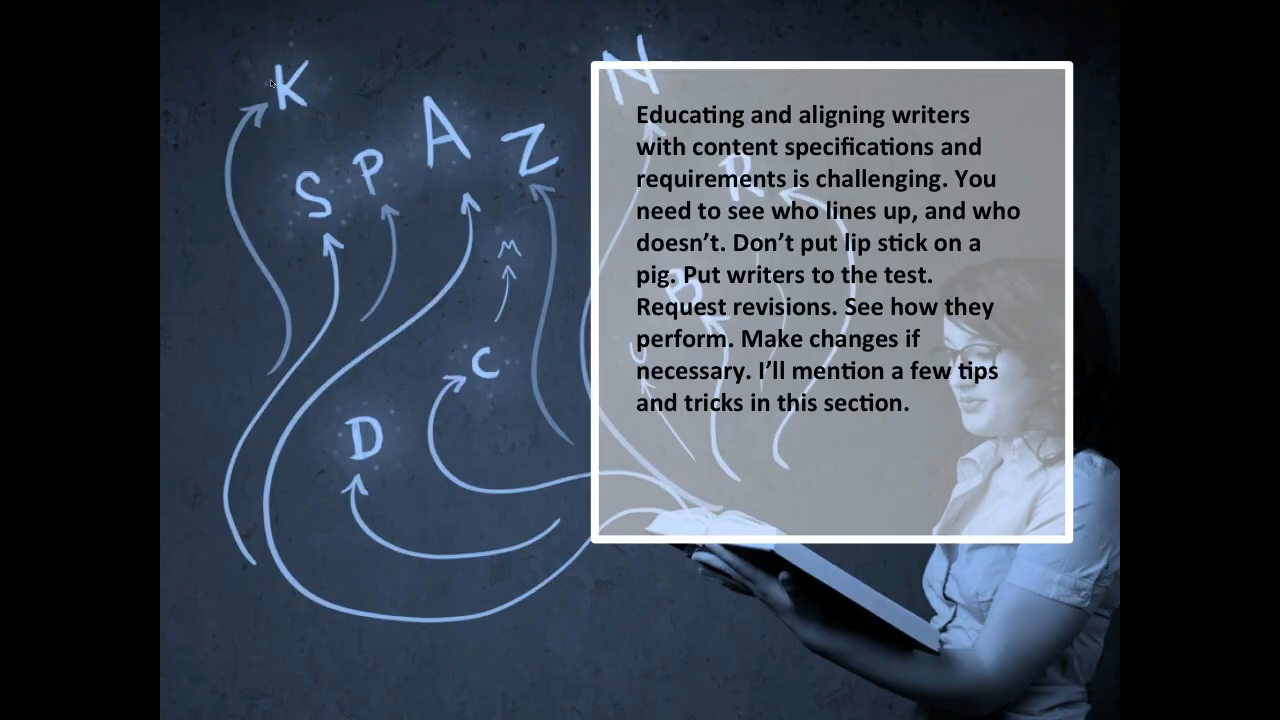 K
N
A
Z
P
S
R
M
B
C
D
Educating and aligning writers
with content specifications and
requirements is challenging. You
need to see who lines up, and who
doesn’t. Don’t put lip stick on a
pig. Put writers to the test.
Request revisions. See how they
perform. Make changes if
necessary. I’ll mention a few tips
and tricks in this section.